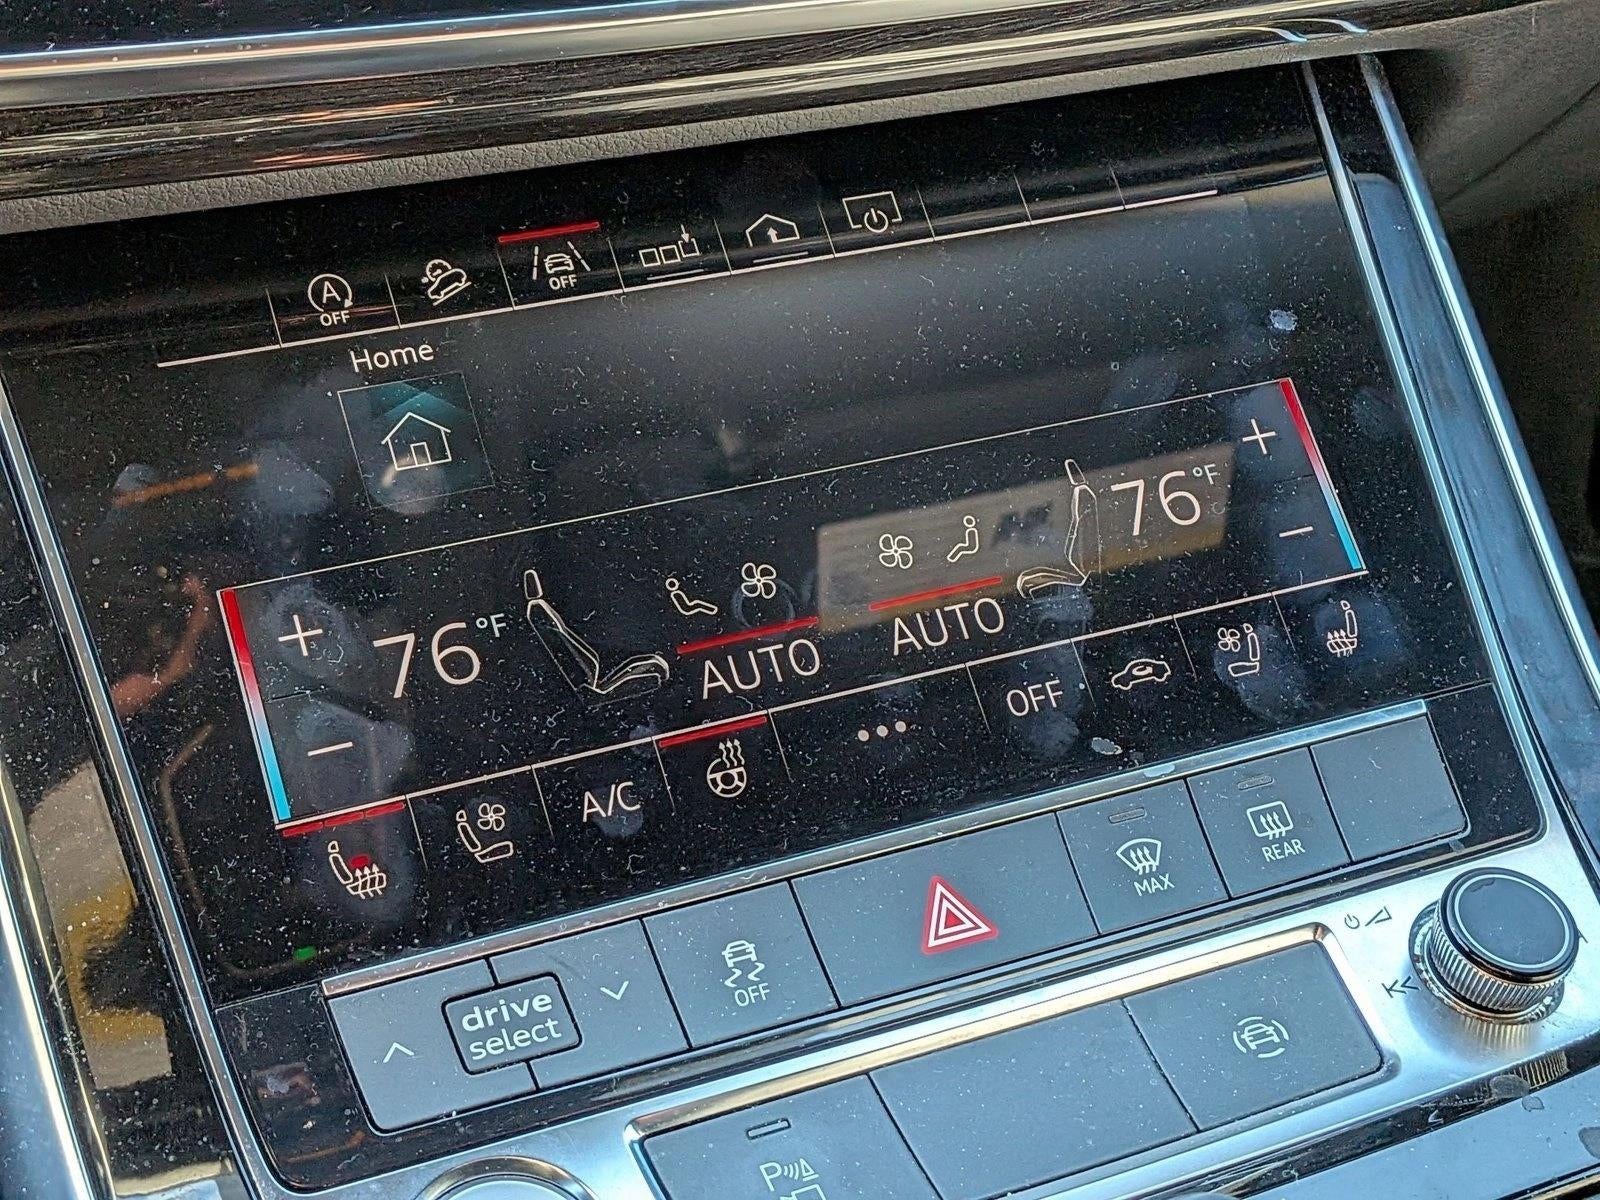 A
OFF
OFF
Home
76°F
AUTO
AUTO
76°F
A/C
OFF
MAX
REAR
OFF
drive
select
P